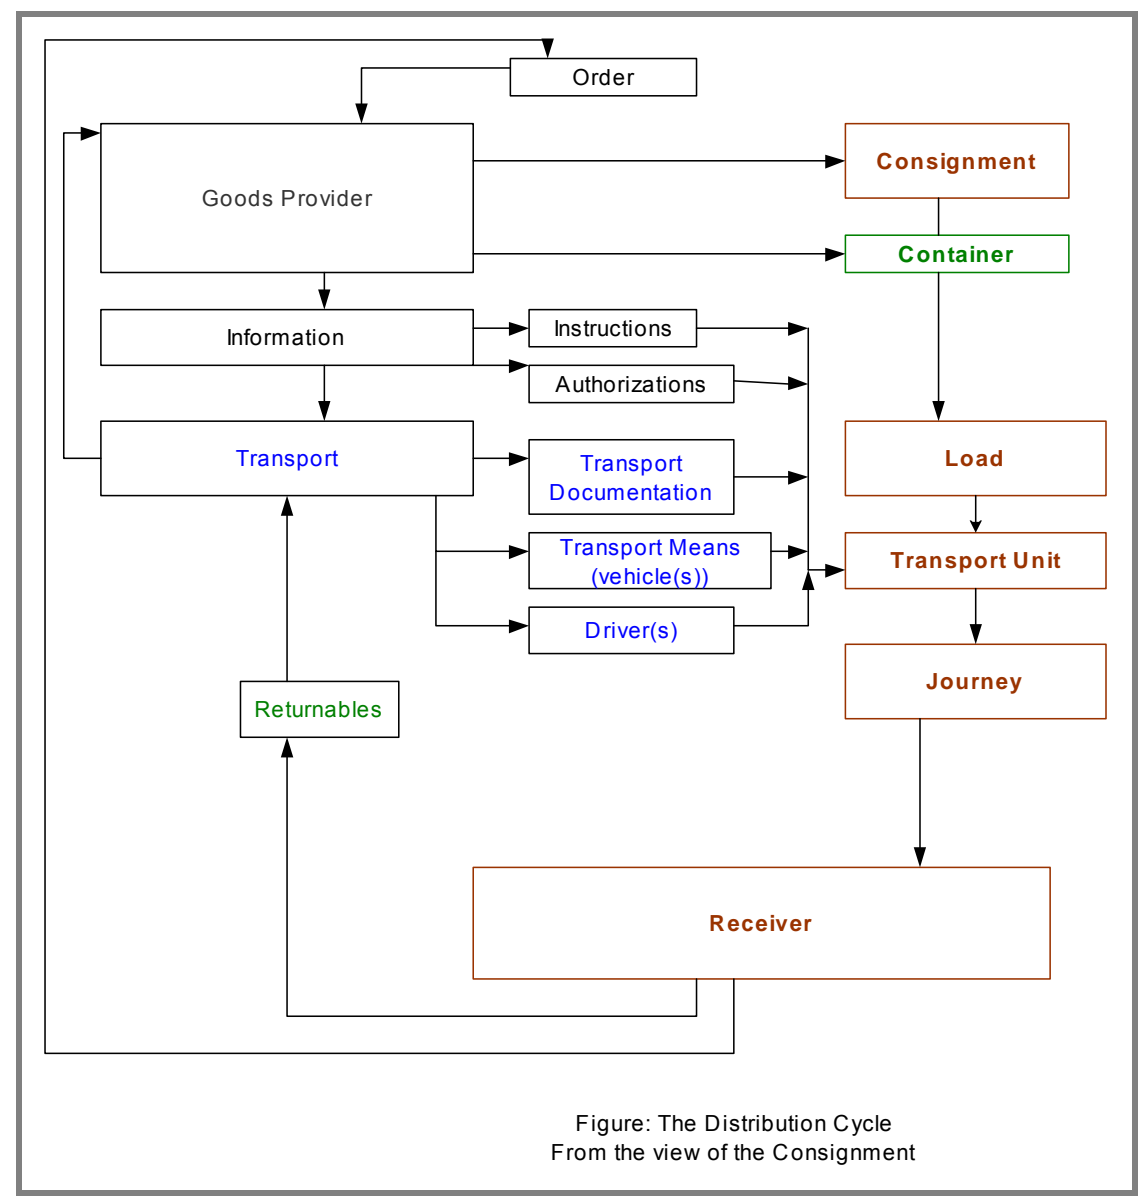 Order
Goods Provider
Consignment
Container
Information
Instructions
Authorizations
Transport
Transport
Documentation
Load
Transport Means
(vehicle(s))
Transport Unit
Driver(s)
Journey
Returnables
Receiver
Figure: The Distribution Cycle
From the view of the Consignment